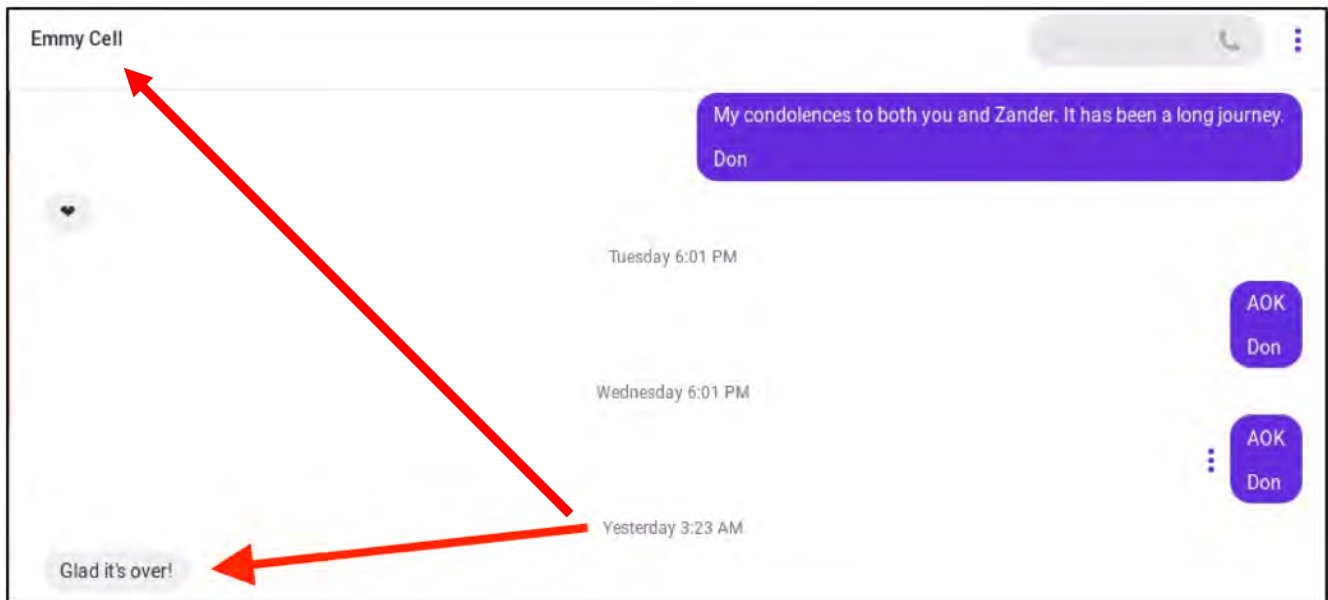 Emmy Cell
My condolences to both you and Zander. It has been a long journey.
Don
❤
Tuesday 6:01 PM
AOK
Don
Wednesday 6:01 PM
AOK
Don
Yesterday 3:23 AM
Glad it's over!